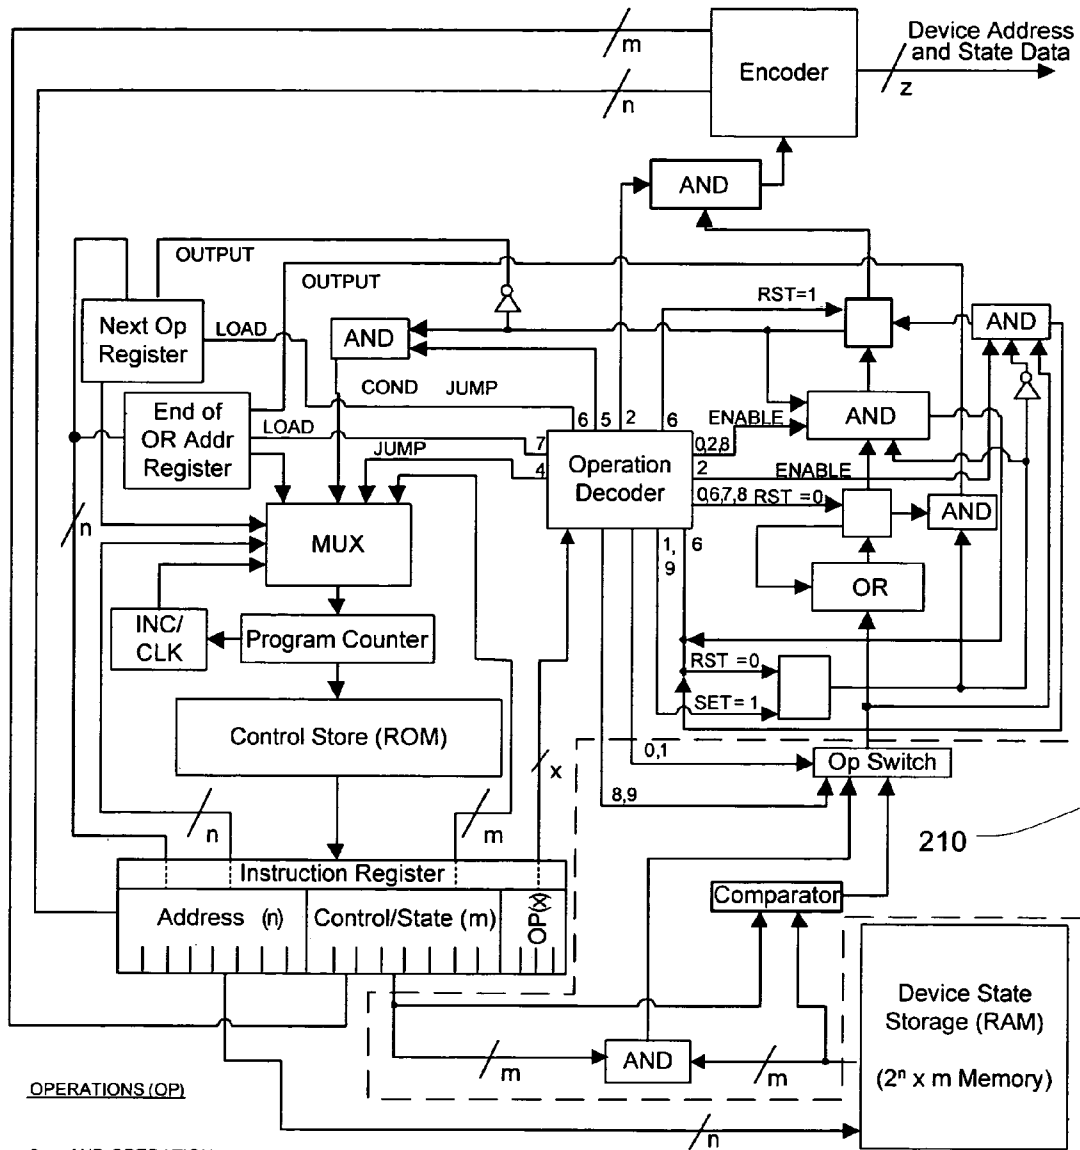 m
Device Address
and State Data
Encoder
n
z
AND
OUTPUT
OUTPUT
RST=1
Next Op
Register
LOAD
AND
AND
COND JUMP
End of
OR Addr
Register
LOAD
6 5 2 6
ENABLE
AND
7
JUMP
4
Operation
Decoder
0,2,8
2
ENABLE
0,6,7,8
RST=0
AND
n
MUX
1,
9
6
OR
INC/
CLK
Program Counter
RST =0
SET= 1
Control Store (ROM)
x
0,1
Op Switch
8,9
n
m
210
Instruction Register
Comparator
Address (n)
Control/State (m)
OP(x)
Device State
Storage (RAM)
(2ⁿ x m Memory)
AND
m
m
OPERATIONS (OP)
n